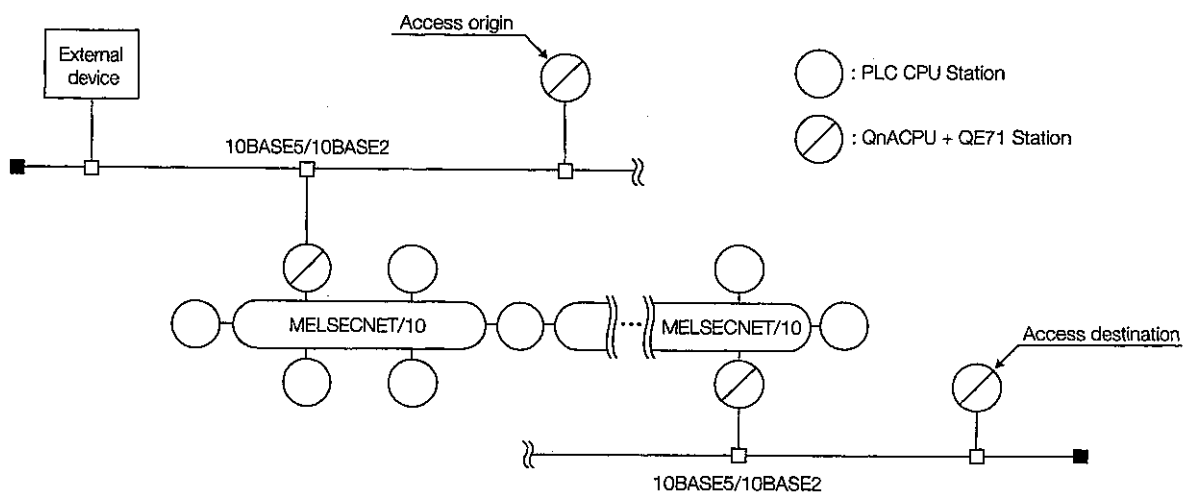 Access origin
External
device
: PLC CPU Station
10BASE5/10BASE2
: QnACPU + QE71 Station
MELSECNET/10
MELSECNET/10
Access destination
10BASE5/10BASE2